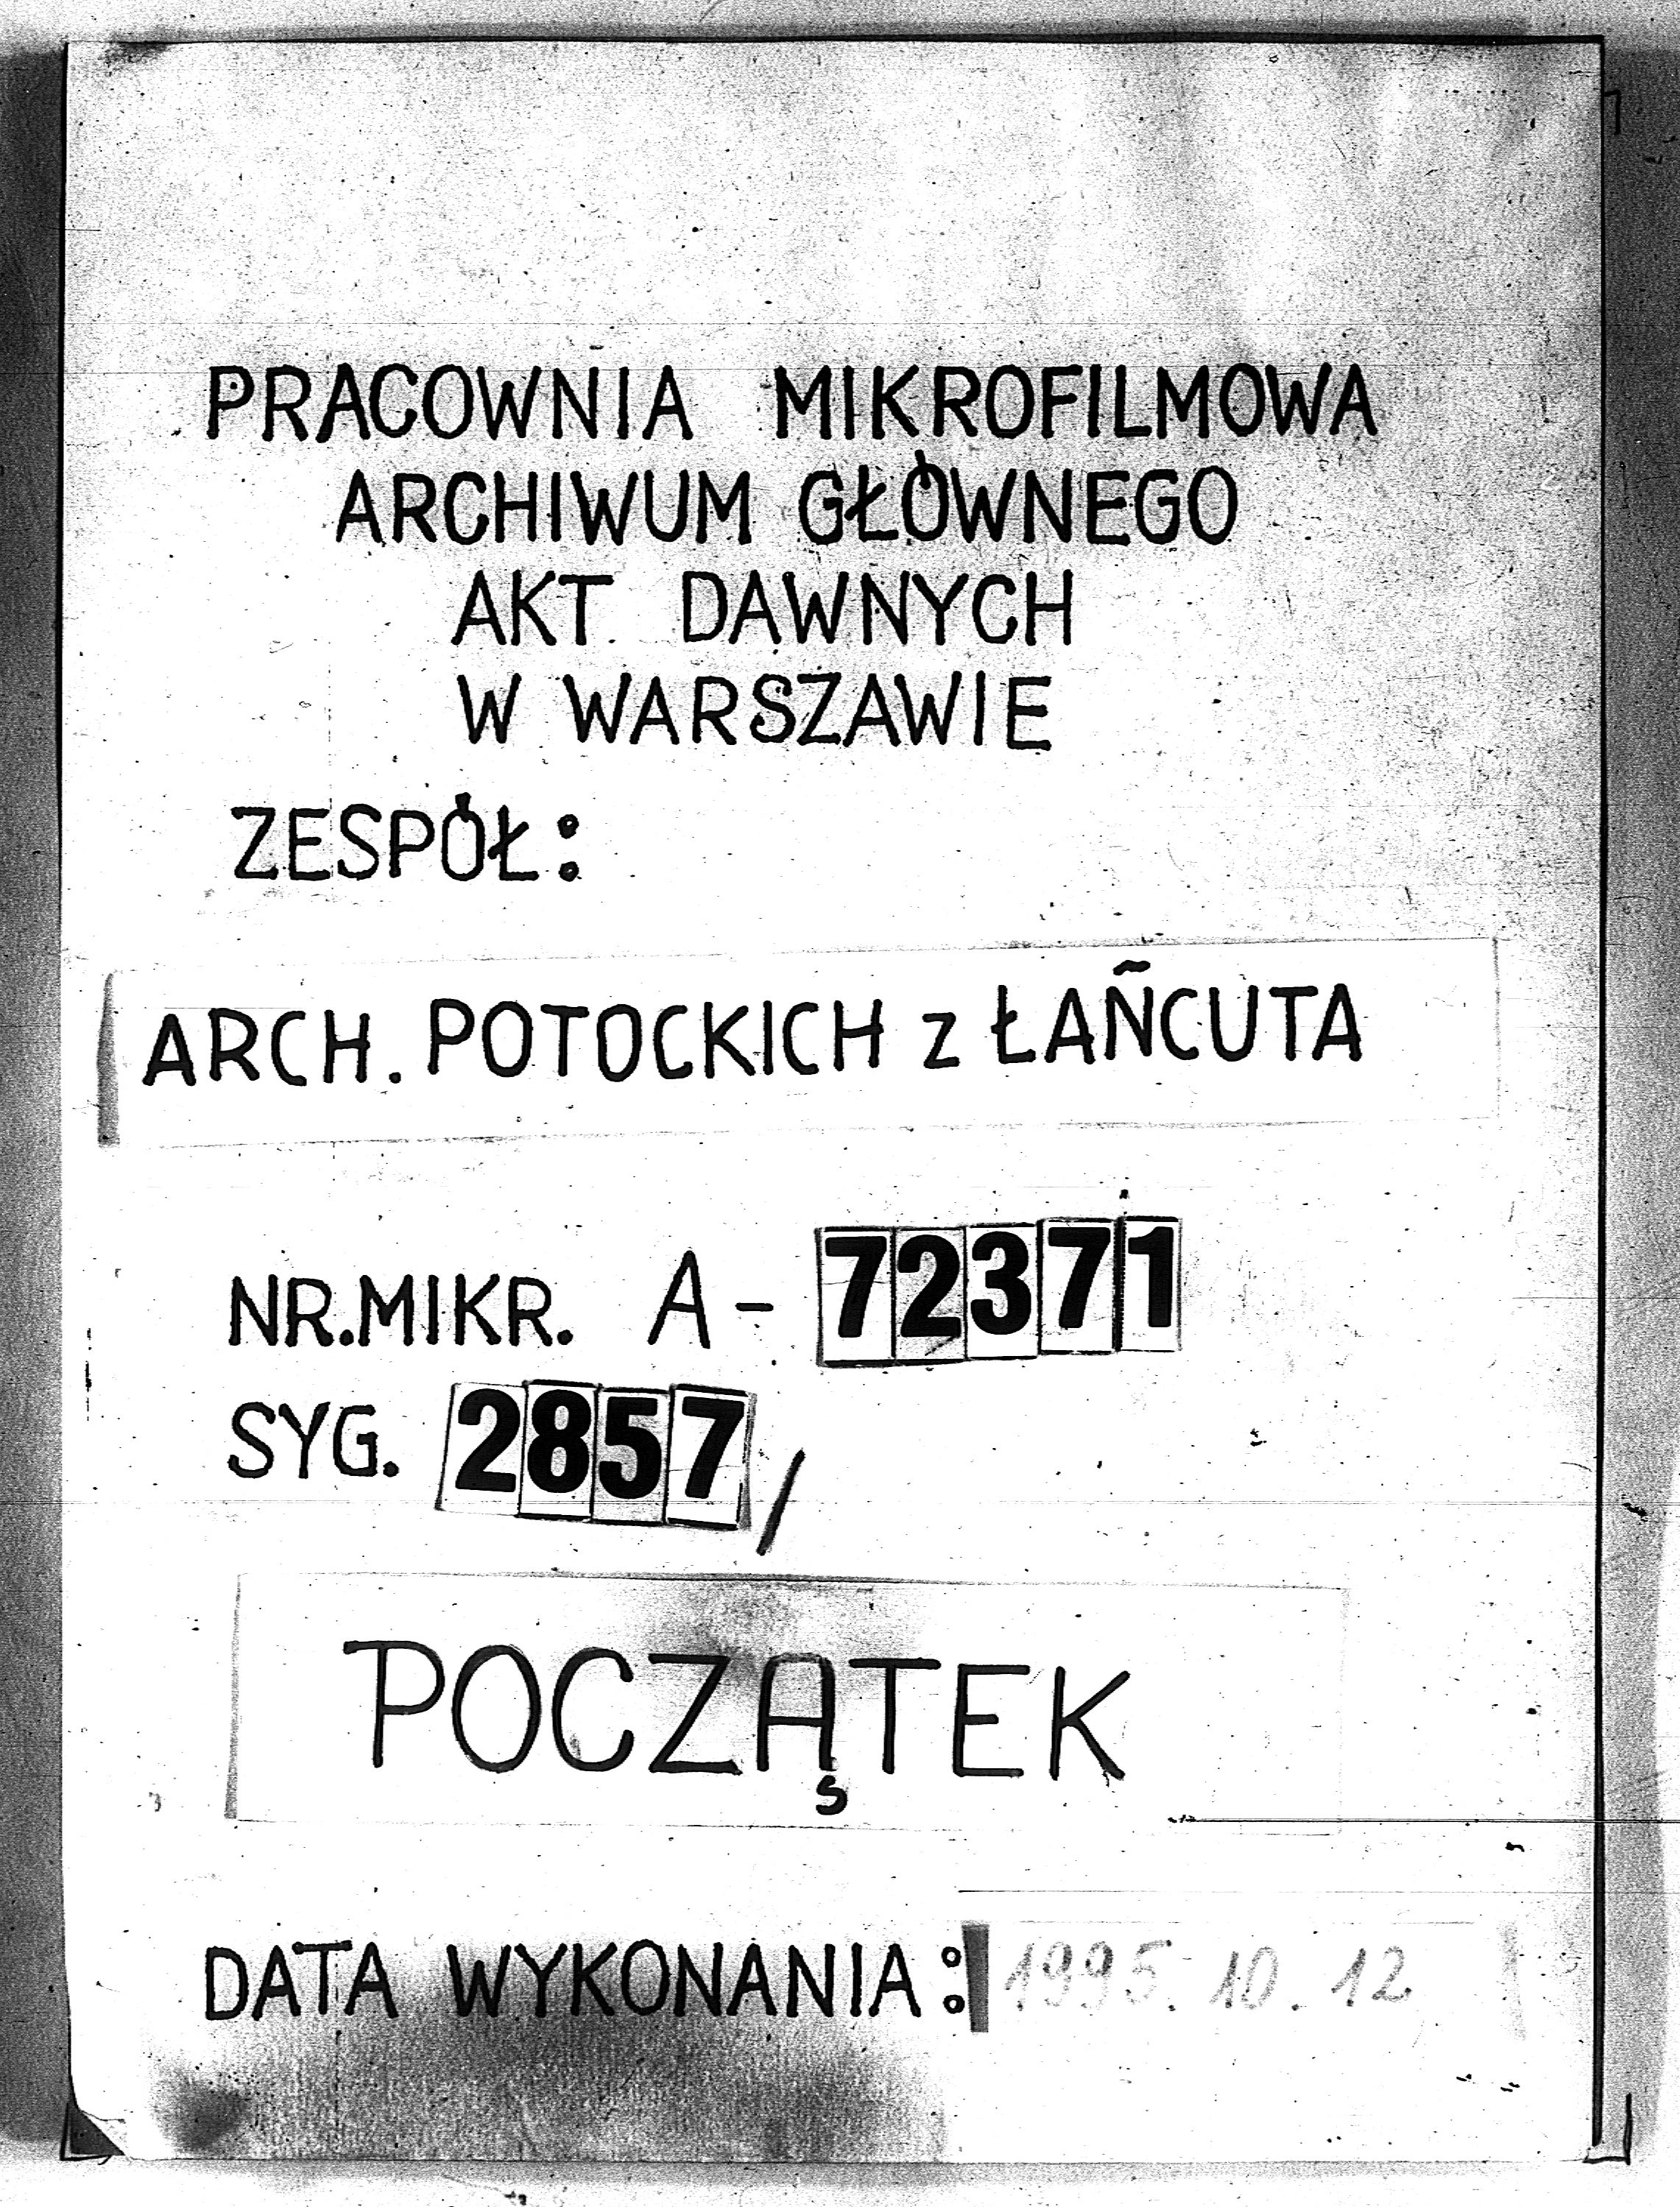 PRACOWNIA MIKROFILMOWA
ARCHIWUM GŁÓWNEGO
AKT DAWNYCH
W WARSZAWIE
ZESPÓŁ:
ARCH. POTOCKICH z ŁAŃCUTA
NR.MIKR. A-72371
SYG. 2857/
POCZĄTEK
DATA WYKONANIA: 1995.10.12